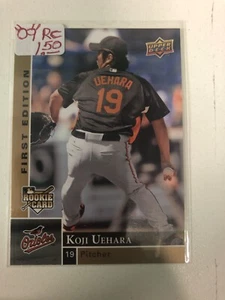 '09 RC
1.50
UPPER DECK
UEHARA
19
FIRST EDITION
ROOKIE CARD
Orioles
KOJI UEHARA
19 Pitcher